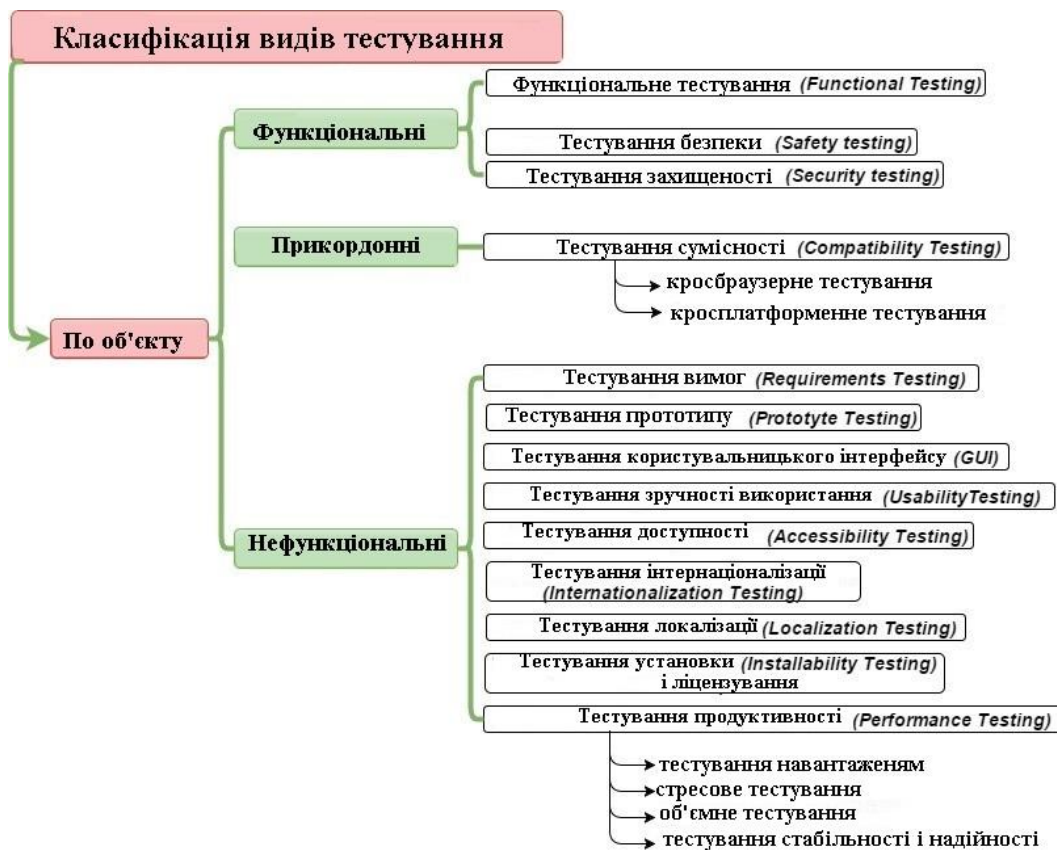 Класифікація видів тестування
По об'єкту
Функціональні
Функціональне тестування (Functional Testing)
Тестування безпеки (Safety testing)
Тестування захищеності (Security testing)
Прикордонні
Тестування сумісності (Compatibility Testing)
кросбраузерне тестування
кросплатформенне тестування
Нефункціональні
Тестування вимог (Requirements Testing)
Тестування прототипу (Prototyte Testing)
Тестування користувальницького інтерфейсу (GUI)
Тестування зручності використання (UsabilityTesting)
Тестування доступності (Accessibility Testing)
Тестування інтернаціоналізації
(Internationalization Testing)
Тестування локалізації (Localization Testing)
Тестування установки (Installability Testing)
і ліцензування
Тестування продуктивності (Performance Testing)
тестування навантаженям
стресове тестування
об'ємне тестування
тестування стабільності і надійності